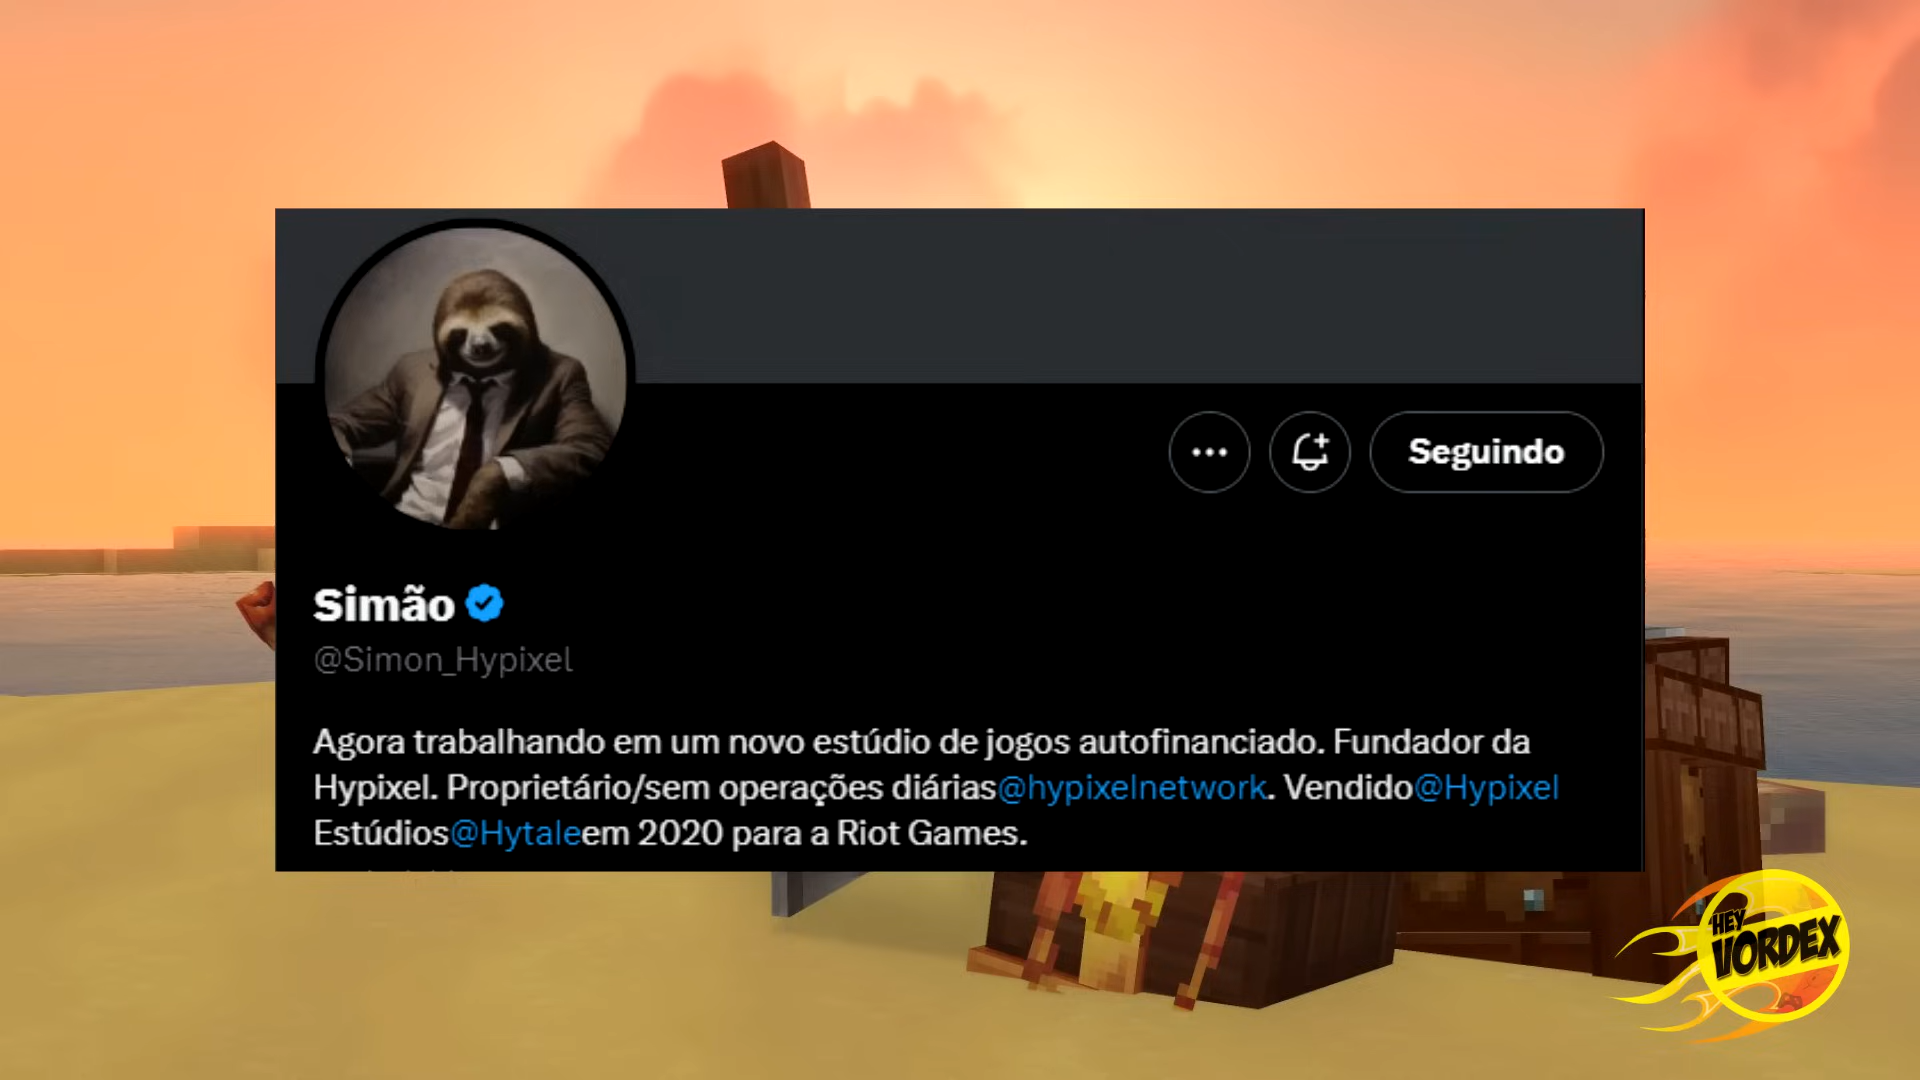 Seguindo
Simão
@Simon_Hypixel
Agora trabalhando em um novo estúdio de jogos autofinanciado. Fundador da
Hypixel. Proprietário/sem operações diárias@hypixelnetwork. Vendido@Hypixel
Estúdios@Hytaleem 2020 para a Riot Games.
HEY
VORDEX